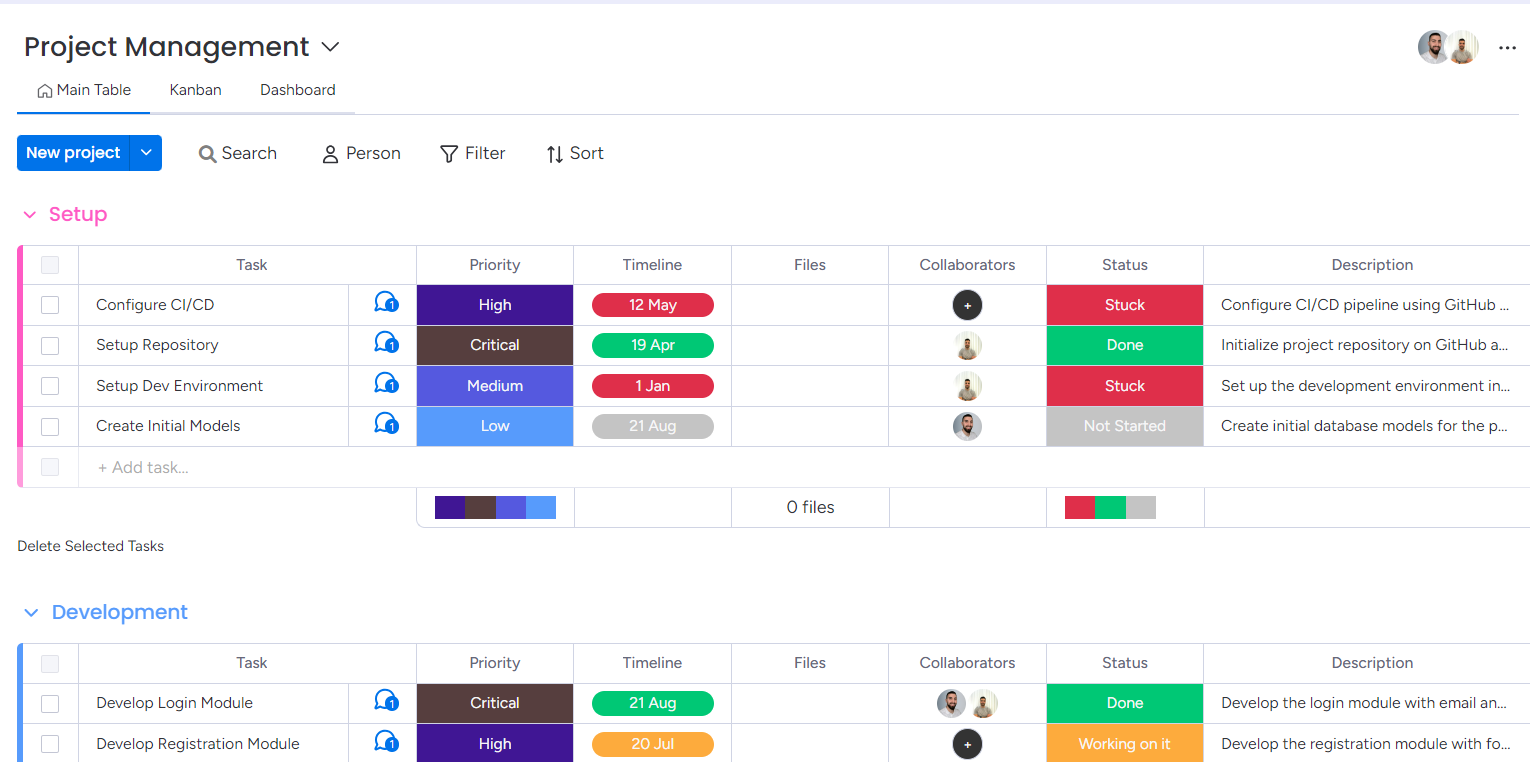 Project Management
Main Table Kanban Dashboard
New project Search Person Filter Sort
Setup
Task Priority Timeline Files Collaborators Status Description
Configure CI/CD 1 High 12 May + Stuck Configure CI/CD pipeline using GitHub ...
Setup Repository 1 Critical 19 Apr Done Initialize project repository on GitHub a...
Setup Dev Environment 1 Medium 1 Jan Stuck Set up the development environment in...
Create Initial Models 1 Low 21 Aug Not Started Create initial database models for the p...
+ Add task...
0 files
Delete Selected Tasks
Development
Task Priority Timeline Files Collaborators Status Description
Develop Login Module 1 Critical 21 Aug Done Develop the login module with email an...
Develop Registration Module 1 High 20 Jul + Working on it Develop the registration module with fo...